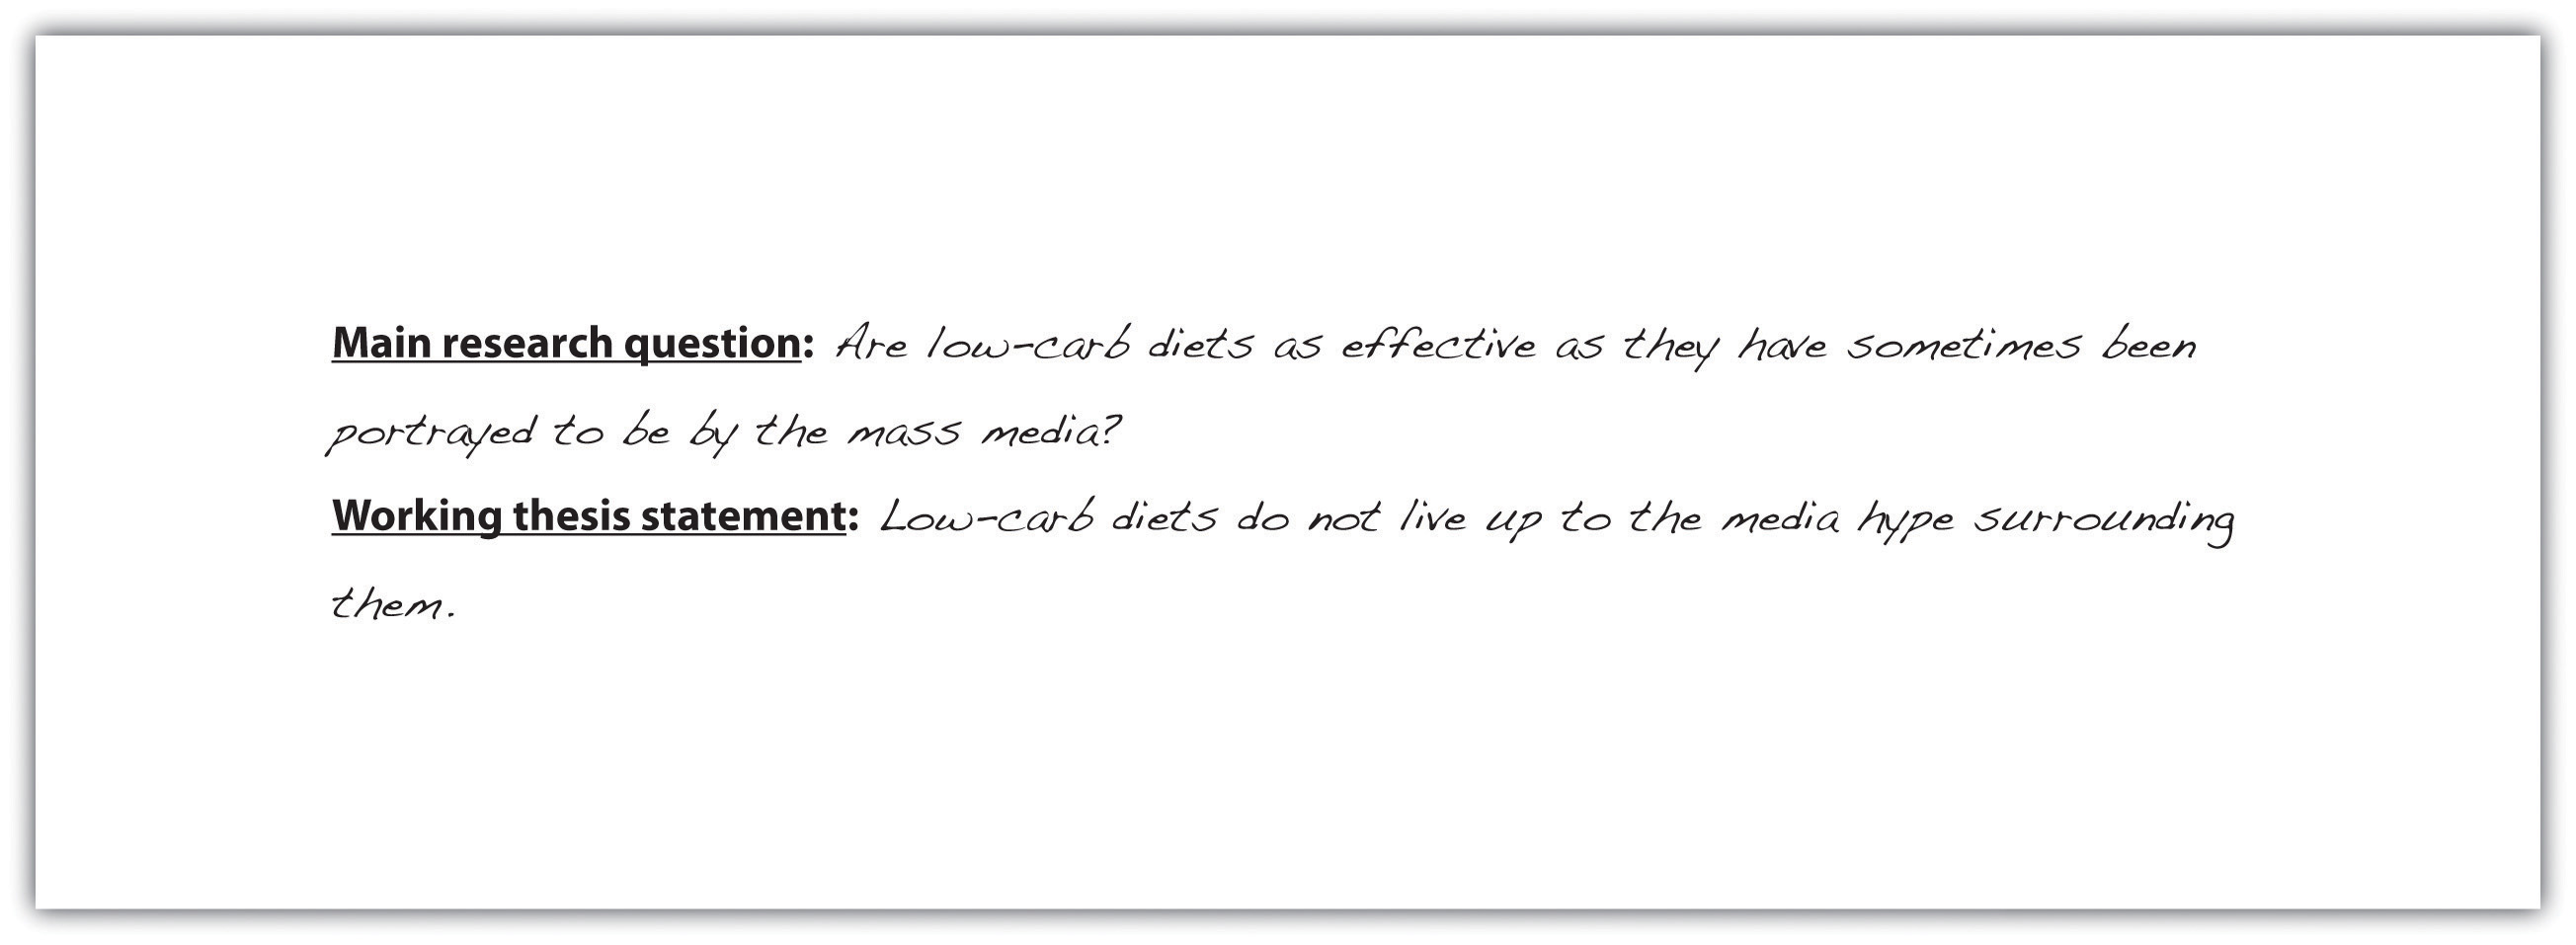 Main research question: Are low-carb diets as effective as they have sometimes been
portrayed to be by the mass media?
Working thesis statement: Low-carb diets do not live up to the media hype surrounding
them.